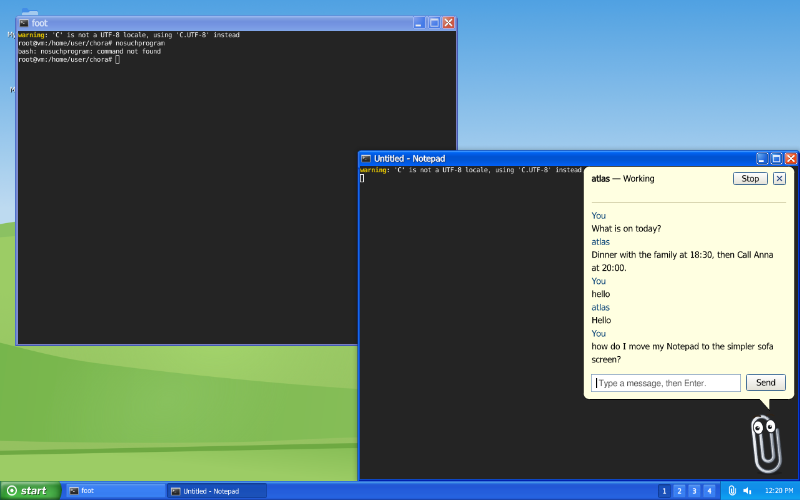 foot
warning: 'C' is not a UTF-8 locale, using 'C.UTF-8' instead
root@vm:/home/user/chora# nosuchprogram
bash: nosuchprogram: command not found
root@vm:/home/user/chora#
Untitled - Notepad
warning: 'C' is not a UTF-8 locale, using 'C.UTF-8' instead
atlas — Working
Stop
You
What is on today?
atlas
Dinner with the family at 18:30, then Call Anna
at 20:00.
You
hello
atlas
Hello
You
how do I move my Notepad to the simpler sofa
screen?
Type a message, then Enter.
Send
start
foot
Untitled - Notepad
1 2 3 4
12:20 PM